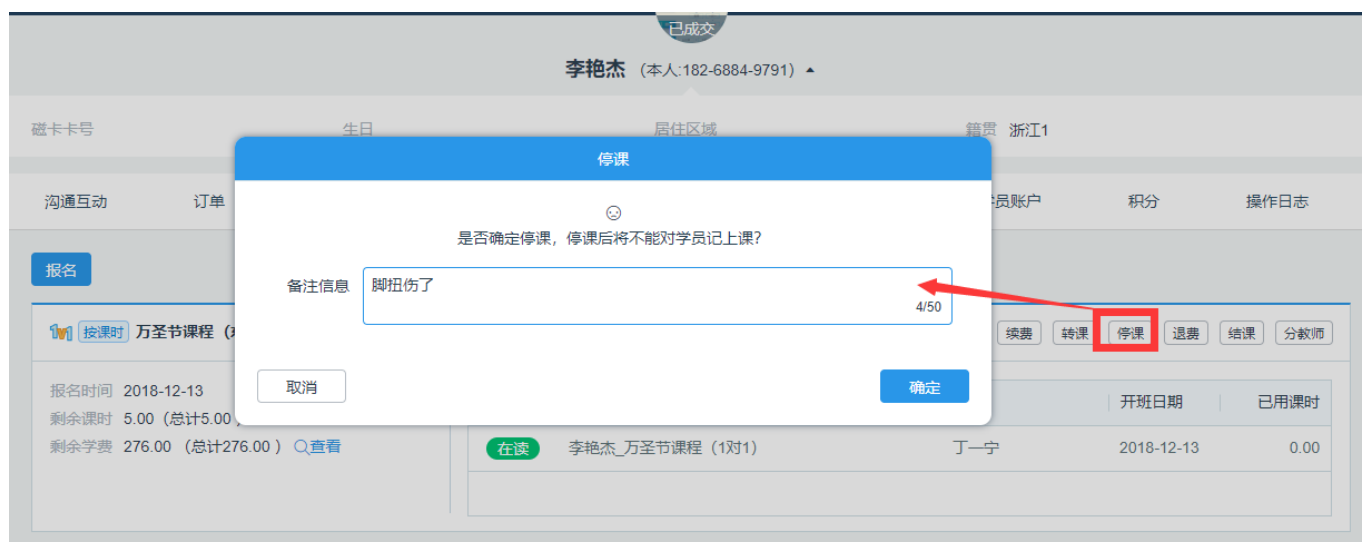 已成交
李艳杰 (本人:182-6884-9791)
磁卡卡号 生日 居住区域 籍贯 浙江1
停课
沟通互动 订单 员账户 积分 操作日志
是否确定停课，停课后将不能对学员记上课?
报名
备注信息 脚扭伤了
4/50
1v1 按课时 万圣节课程 续费 转课 停课 退费 结课 分教师
取消 确定
报名时间 2018-12-13
开班日期 已用课时
剩余课时 5.00 (总计5.00
剩余学费 276.00 (总计276.00 ) 查看
在读 李艳杰_万圣节课程 (1对1) 丁一宁 2018-12-13 0.00